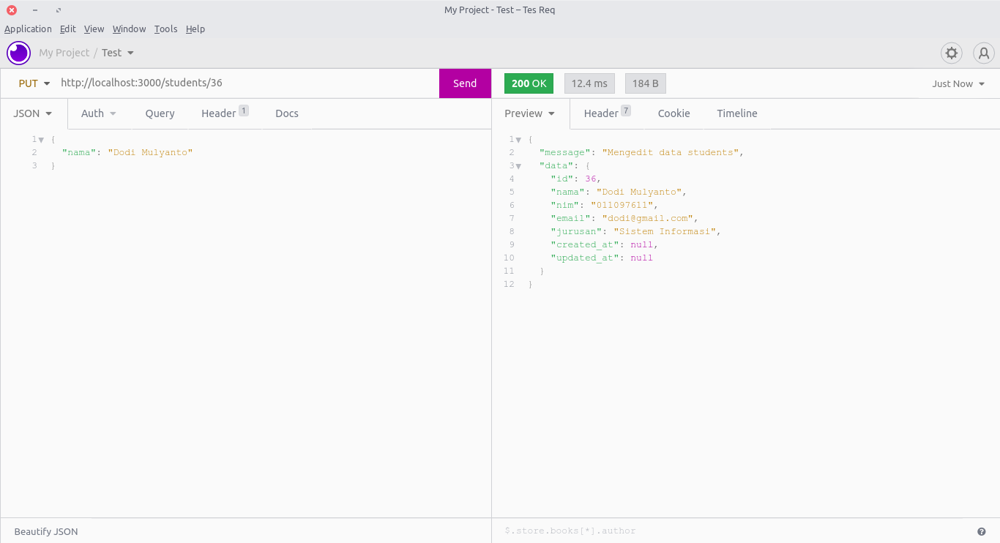 My Project - Test – Tes Req
Application Edit View Window Tools Help
My Project / Test
PUT http://localhost:3000/students/36 Send
200 OK 12.4 ms 184 B Just Now
JSON Auth Query Header 1 Docs
Preview Header 7 Cookie Timeline
1 {
2 "nama": "Dodi Mulyanto"
3 }
1 {
2 "message": "Mengedit data students",
3 "data": {
4 "id": 36,
5 "nama": "Dodi Mulyanto",
6 "nim": "011097611",
7 "email": "dodi@gmail.com",
8 "jurusan": "Sistem Informasi",
9 "created_at": null,
10 "updated_at": null
11 }
12 }
Beautify JSON
$.store.books[*].author